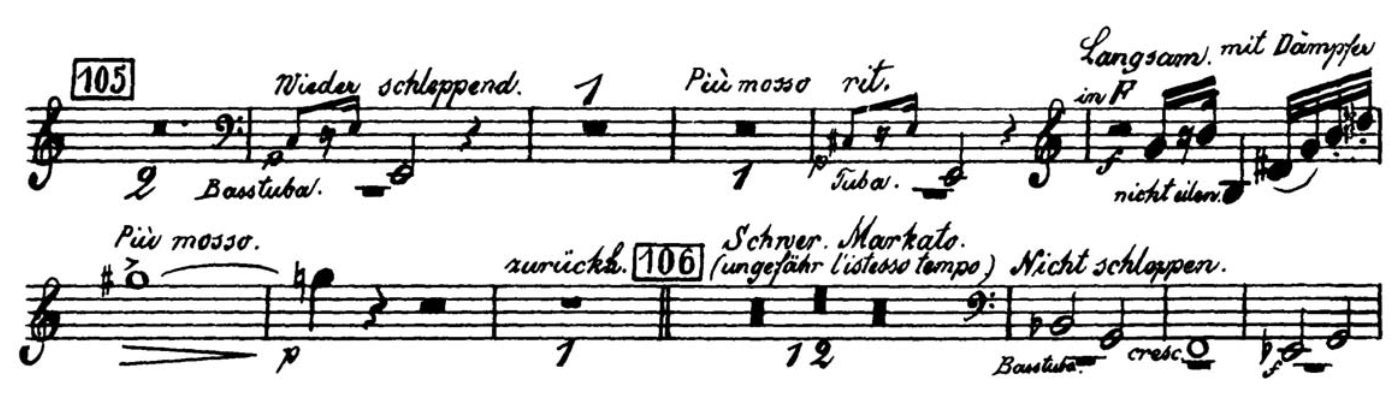 105 Wieder schleppend. 1 Più mosso rit. Langsam. mit Dämpfer
in F
p p f
2 Basstuba. 1 Tuba. nicht eilen.
Più mosso. zurückh. 106 Schwer. Markato. Nicht schleppen.
(ungefähr l'istesso tempo)
p 1 12 Basstuba. cresc. f